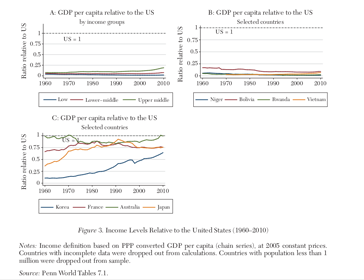 A: GDP per capita relative to the US
by income groups
Ratio relative to US
US = 1
1
0.75
0.5
0.25
0
1960 1970 1980 1990 2000 2010
Low Lower–middle Upper middle
B: GDP per capita relative to the US
Selected countries
Ratio relative to US
US = 1
1
0.75
0.5
0.25
0
1960 1970 1980 1990 2000 2010
Niger Bolivia Rwanda Vietnam
C: GDP per capita relative to the US
Selected countries
Ratio relative to US
US = 1
1
0.75
0.5
0.25
0
1960 1970 1980 1990 2000 2010
Korea France Australia Japan
Figure 3. Income Levels Relative to the United States (1960–2010)
Notes: Income definition based on PPP converted GDP per capita (chain series), at 2005 constant prices.
Countries with incomplete data were dropped out from calculations. Countries with population less than 1
million were dropped out from sample.
Source: Penn World Tables 7.1.